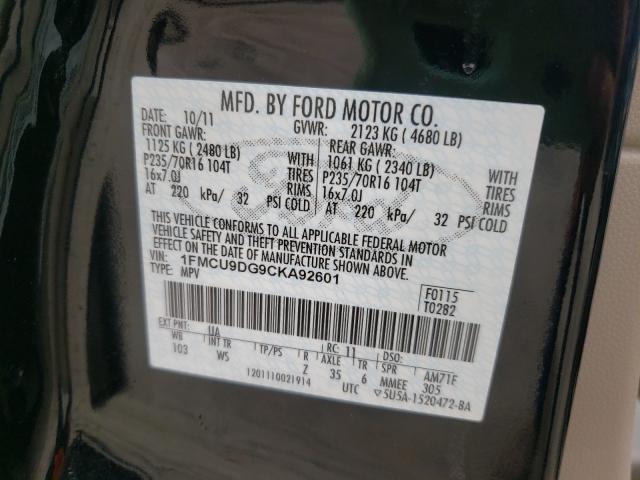 MFD. BY FORD MOTOR CO.
DATE: 10/11 GVWR: 2123 KG ( 4680 LB)
FRONT GAWR: REAR GAWR:
1125 KG ( 2480 LB) WITH 1061 KG ( 2340 LB) WITH
P235/70R16 104T TIRES P235/70R16 104T TIRES
16x7.0J RIMS 16x7.0J RIMS
AT 220 kPa/ 32 PSI COLD AT 220 kPa/ 32 PSI COLD
THIS VEHICLE CONFORMS TO ALL APPLICABLE FEDERAL MOTOR
VEHICLE SAFETY AND THEFT PREVENTION STANDARDS IN
EFFECT ON THE DATE OF MANUFACTURE SHOWN ABOVE.
VIN: 1FMCU9DG9CKA92601
TYPE: MPV
F0115
T0282
EXT PNT: UA RC: 11 DSO:
WB INT TR TP/PS R AXLE TR SPR AM7TF
103 WS Z 35 6 MMEE 305
1201110021914 UTC 5U5A-1520472-BA